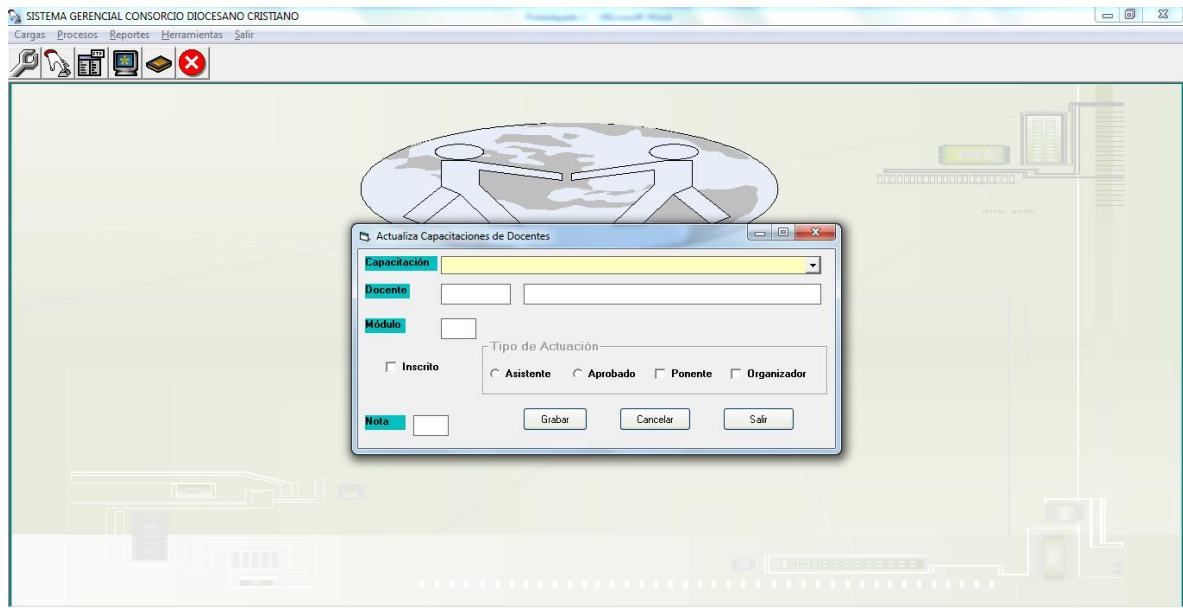 SISTEMA GERENCIAL CONSORCIO DIOCESANO CRISTIANO
Cargas Procesos Reportes Herramientas Salir
Actualiza Capacitaciones de Docentes
Capacitación
Docente
Módulo
Tipo de Actuación
Inscrito
Asistente Aprobado Ponente Organizador
Nota Grabar Cancelar Salir